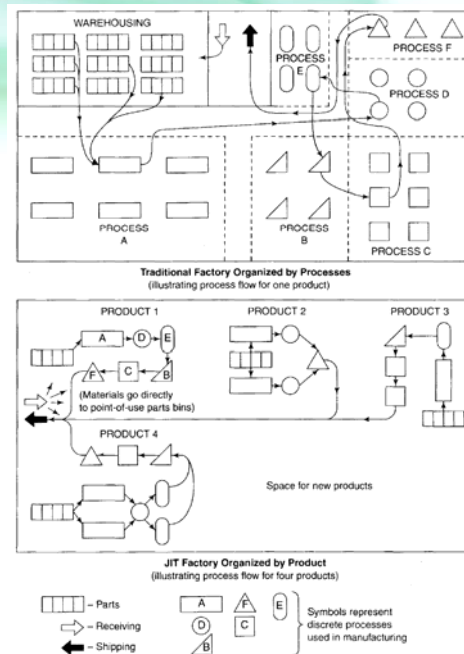 WAREHOUSING
PROCESS
E
PROCESS F
PROCESS D
PROCESS
A
PROCESS
B
PROCESS C
Traditional Factory Organized by Processes
(illustrating process flow for one product)
PRODUCT 1
PRODUCT 2
PRODUCT 3
A
D
E
F
C
B
(Materials go directly
to point-of-use parts bins)
PRODUCT 4
Space for new products
JIT Factory Organized by Product
(illustrating process flow for four products)
– Parts
– Receiving
– Shipping
A
F
E
D
C
B
Symbols represent
discrete processes
used in manufacturing